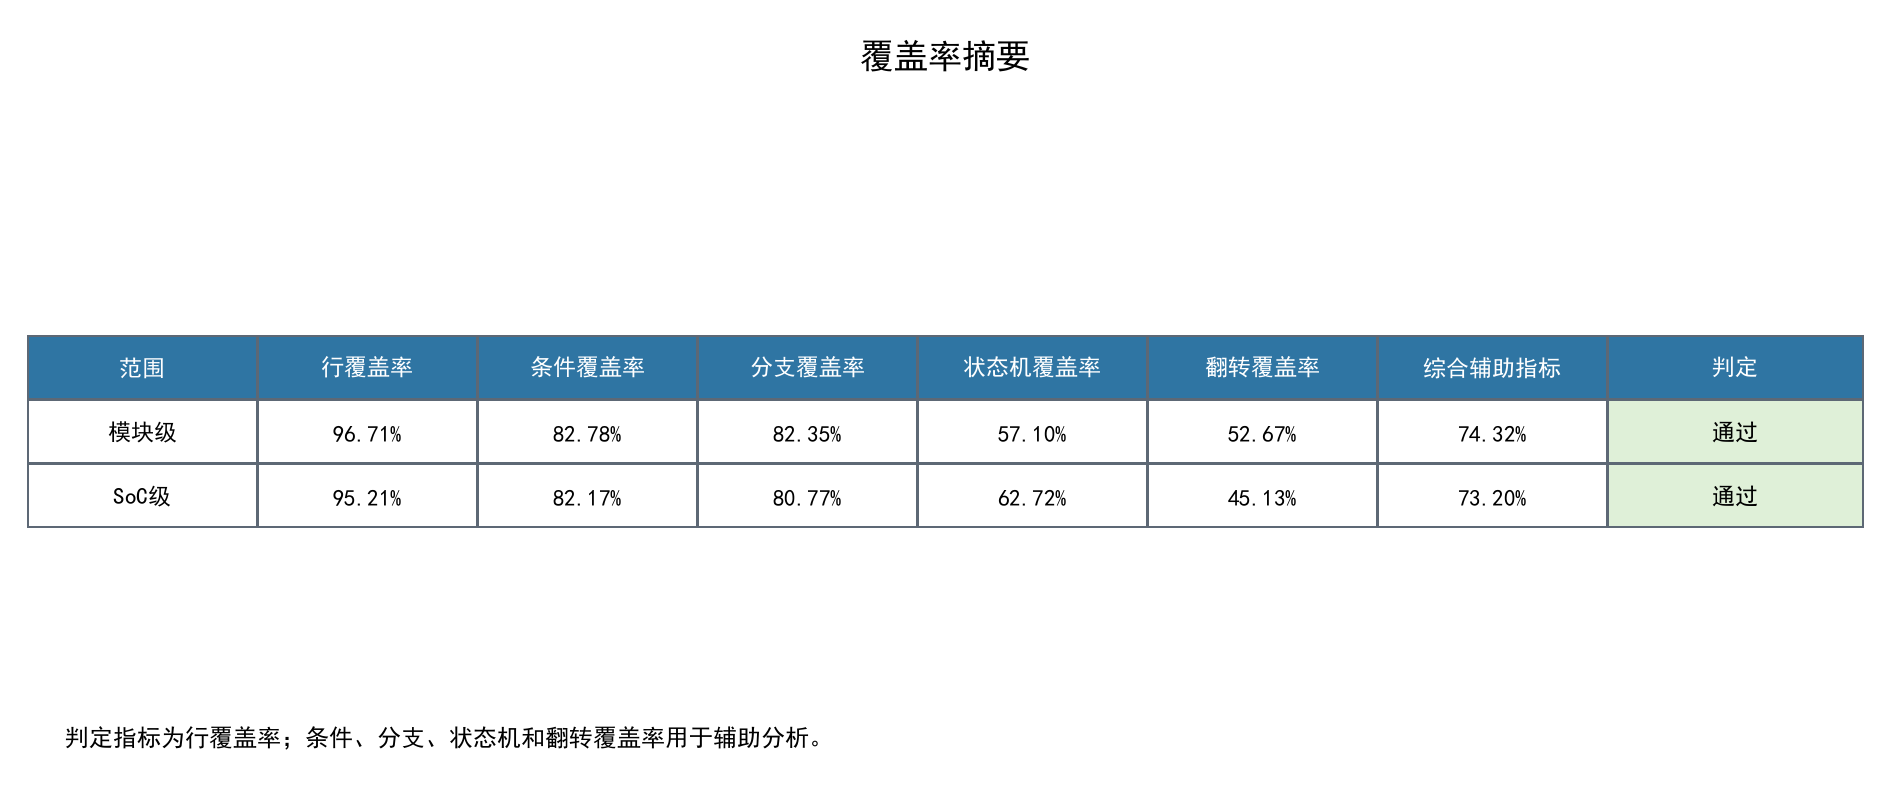 覆盖率摘要
范围 行覆盖率 条件覆盖率 分支覆盖率 状态机覆盖率 翻转覆盖率 综合辅助指标 判定
模块级 96.71% 82.78% 82.35% 57.10% 52.67% 74.32% 通过
SoC级 95.21% 82.17% 80.77% 62.72% 45.13% 73.20% 通过
判定指标为行覆盖率；条件、分支、状态机和翻转覆盖率用于辅助分析。